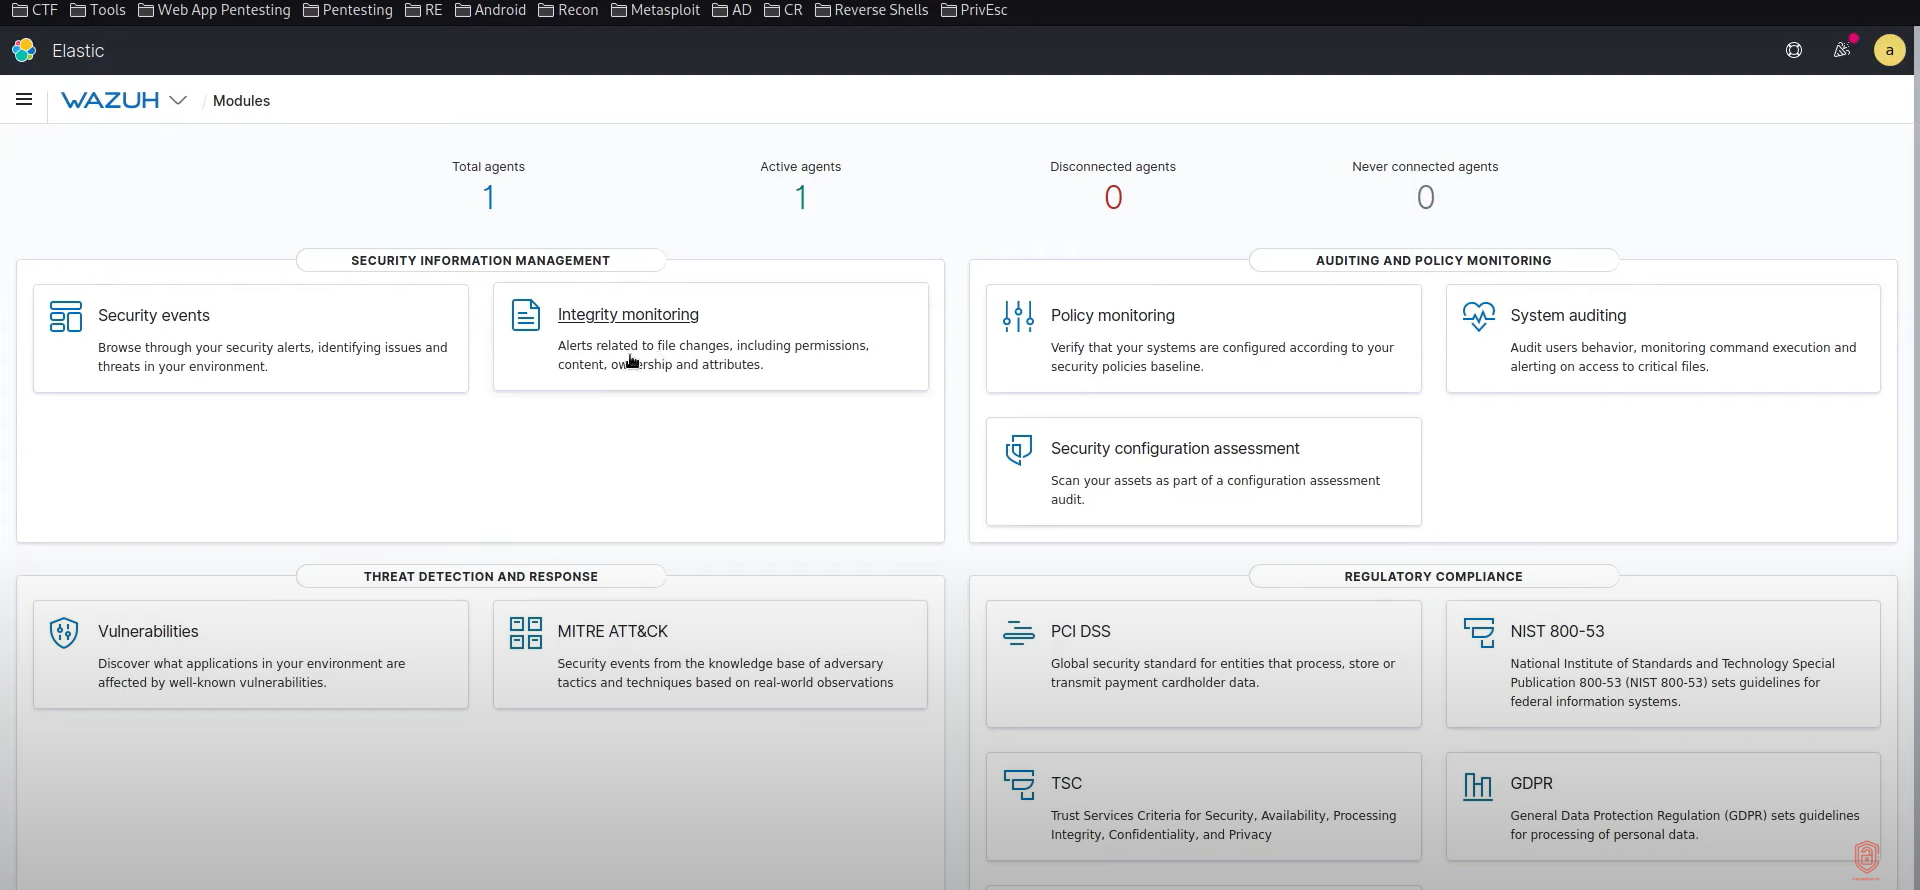 CTF Tools Web App Pentesting Pentesting RE Android Recon Metasploit AD CR Reverse Shells PrivEsc
Elastic
a
WAZUH / Modules
Total agents
1
Active agents
1
Disconnected agents
0
Never connected agents
0
SECURITY INFORMATION MANAGEMENT
Security events
Browse through your security alerts, identifying issues and
threats in your environment.
Integrity monitoring
Alerts related to file changes, including permissions,
content, ownership and attributes.
AUDITING AND POLICY MONITORING
Policy monitoring
Verify that your systems are configured according to your
security policies baseline.
System auditing
Audit users behavior, monitoring command execution and
alerting on access to critical files.
Security configuration assessment
Scan your assets as part of a configuration assessment
audit.
THREAT DETECTION AND RESPONSE
Vulnerabilities
Discover what applications in your environment are
affected by well-known vulnerabilities.
MITRE ATT&CK
Security events from the knowledge base of adversary
tactics and techniques based on real-world observations
REGULATORY COMPLIANCE
PCI DSS
Global security standard for entities that process, store or
transmit payment cardholder data.
NIST 800-53
National Institute of Standards and Technology Special
Publication 800-53 (NIST 800-53) sets guidelines for
federal information systems.
TSC
Trust Services Criteria for Security, Availability, Processing
Integrity, Confidentiality, and Privacy
GDPR
General Data Protection Regulation (GDPR) sets guidelines
for processing of personal data.